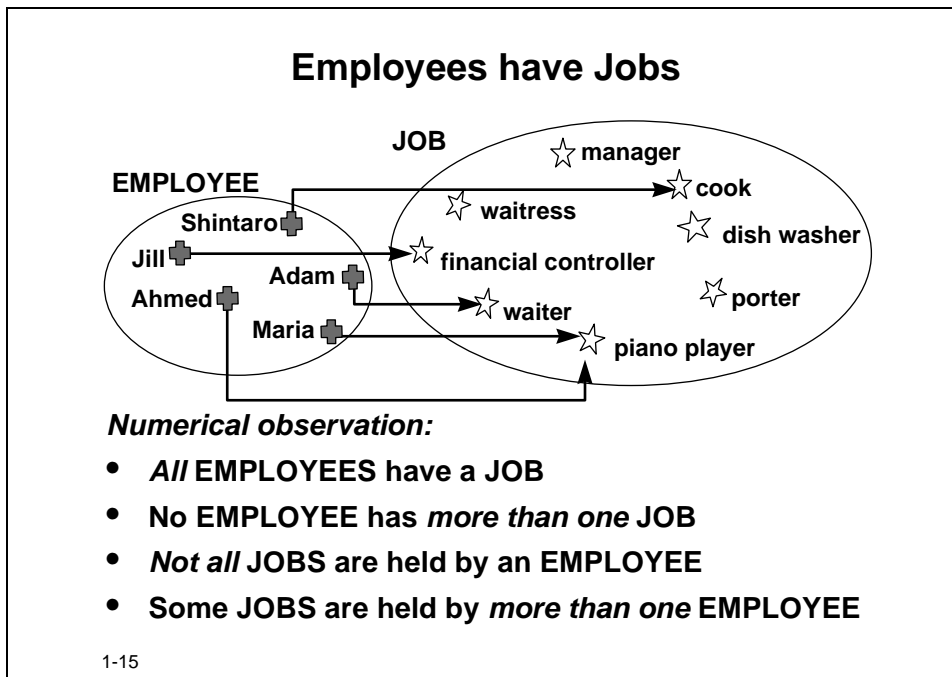 Employees have Jobs
JOB
manager
EMPLOYEE
cook
waitress
Shintaro
dish washer
Jill
financial controller
Adam
Ahmed
porter
waiter
Maria
piano player
Numerical observation:
• All EMPLOYEES have a JOB
• No EMPLOYEE has more than one JOB
• Not all JOBS are held by an EMPLOYEE
• Some JOBS are held by more than one EMPLOYEE
1-15